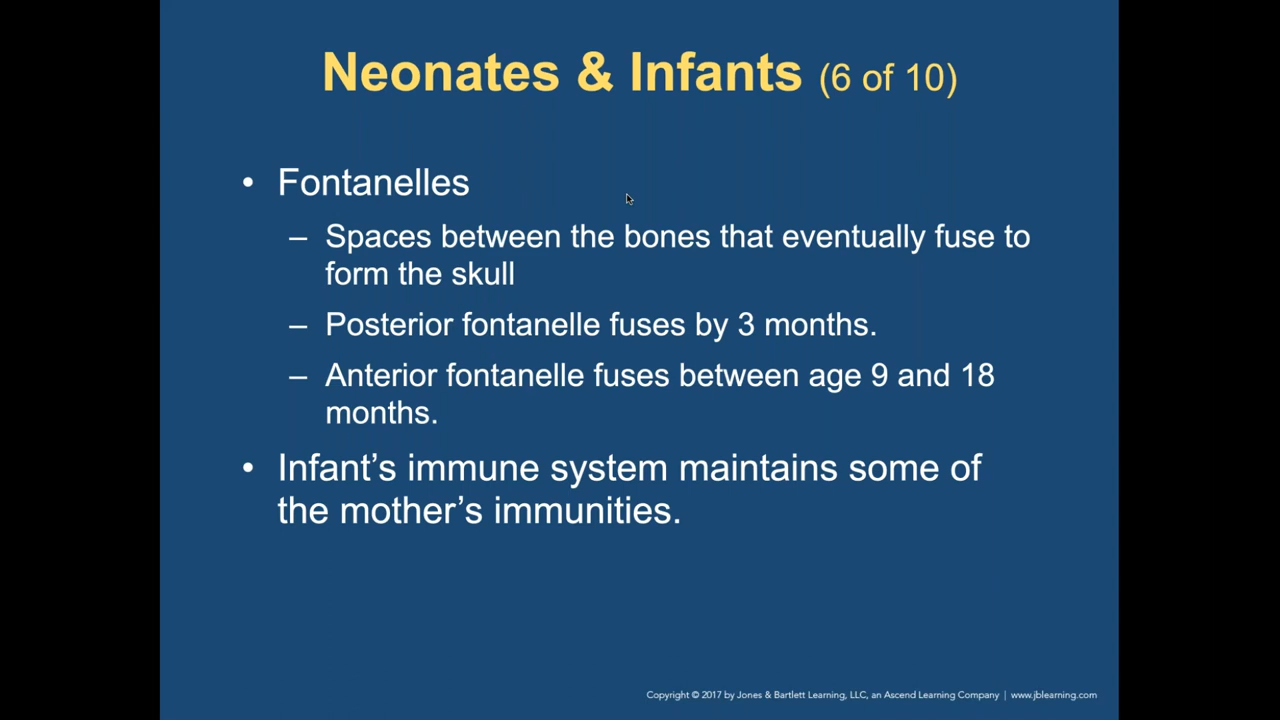 Neonates & Infants (6 of 10)
• Fontanelles
– Spaces between the bones that eventually fuse to
form the skull
– Posterior fontanelle fuses by 3 months.
– Anterior fontanelle fuses between age 9 and 18
months.
• Infant’s immune system maintains some of
the mother’s immunities.
Copyright © 2017 by Jones & Bartlett Learning, LLC, an Ascend Learning Company | www.jblearning.com